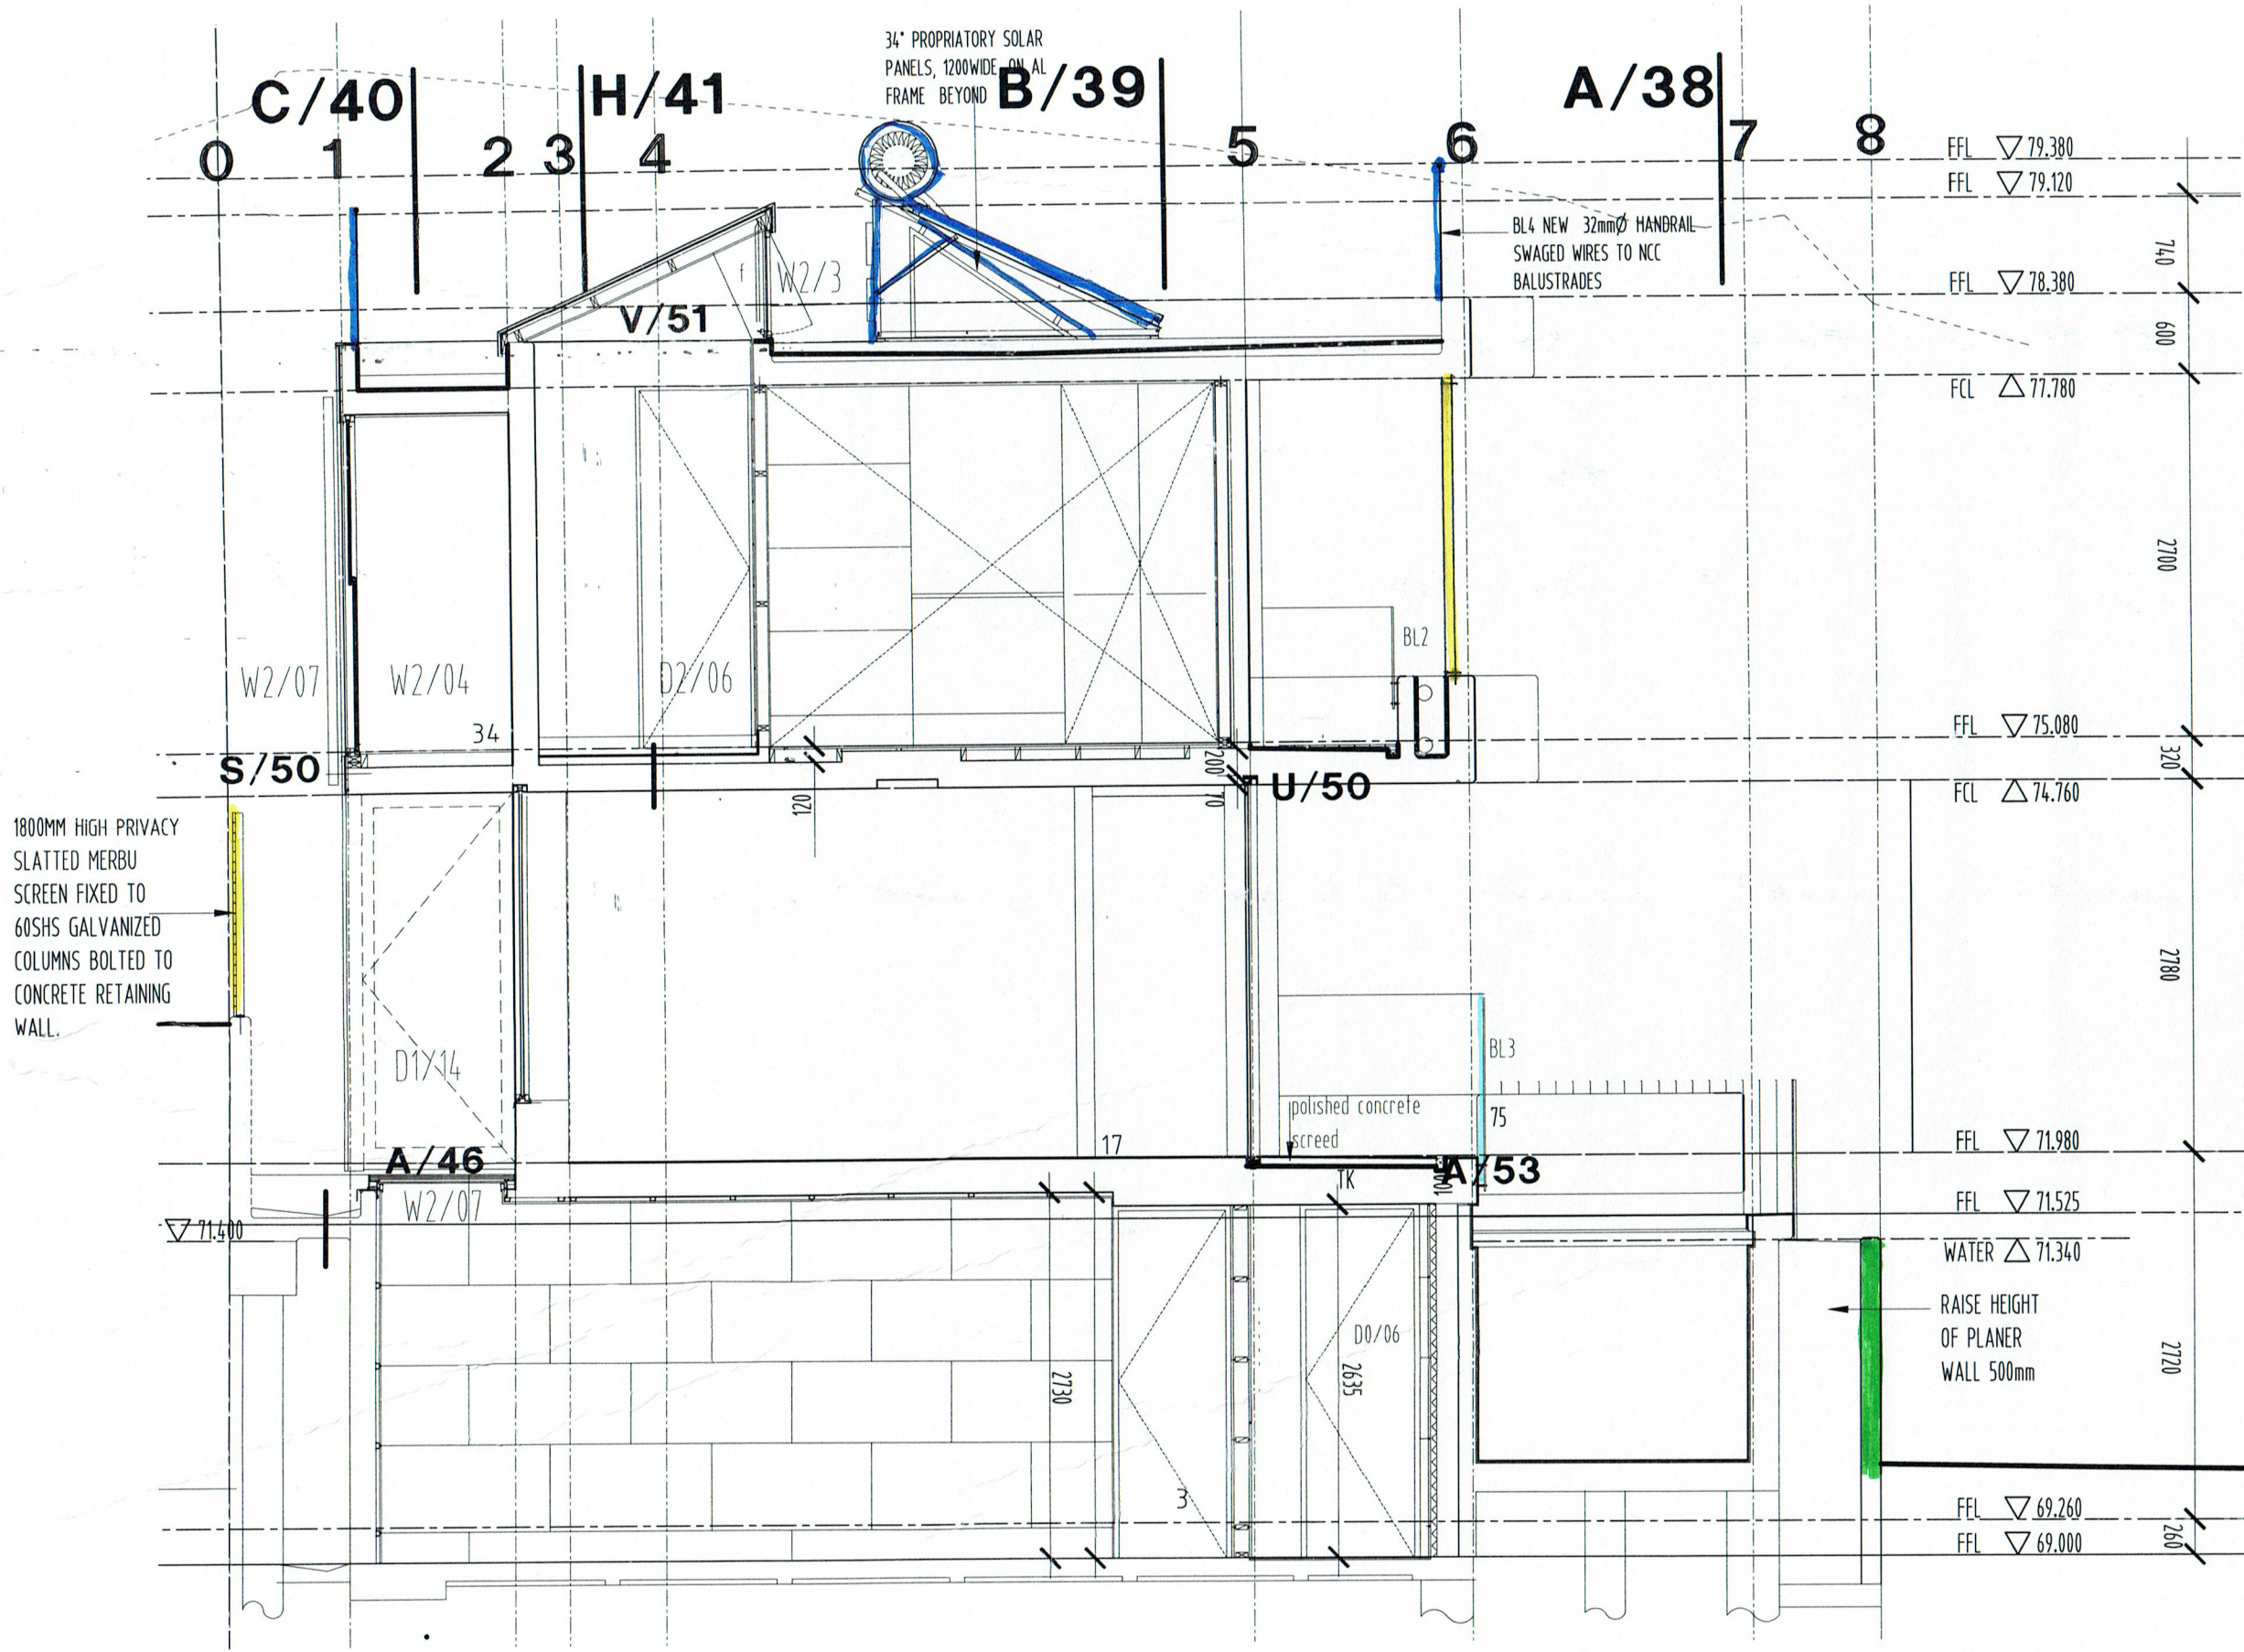 34° PROPRIATORY SOLAR
PANELS, 1200WIDE ON AL
FRAME BEYOND
C/40
H/41
B/39
A/38
0
1
2
3
4
5
6
7
8
FFL 79.380
FFL 79.120
BL4 NEW 32mmØ HANDRAIL
SWAGED WIRES TO NCC
BALUSTRADES
740
W2/3
f
FFL 78.380
V/51
600
FCL 77.780
2700
BL2
W2/07
W2/04
D2/06
34
FFL 75.080
S/50
200
320
U/50
70
120
FCL 74.760
1800MM HIGH PRIVACY
SLATTED MERBU
SCREEN FIXED TO
60SHS GALVANIZED
COLUMNS BOLTED TO
CONCRETE RETAINING
WALL.
2780
D1/14
BL3
polished concrete
screed
75
17
FFL 71.980
A/46
TK
100
A/53
W2/07
FFL 71.525
71.400
WATER 71.340
RAISE HEIGHT
OF PLANER
WALL 500mm
D0/06
2730
2635
2720
3
FFL 69.260
FFL 69.000
260